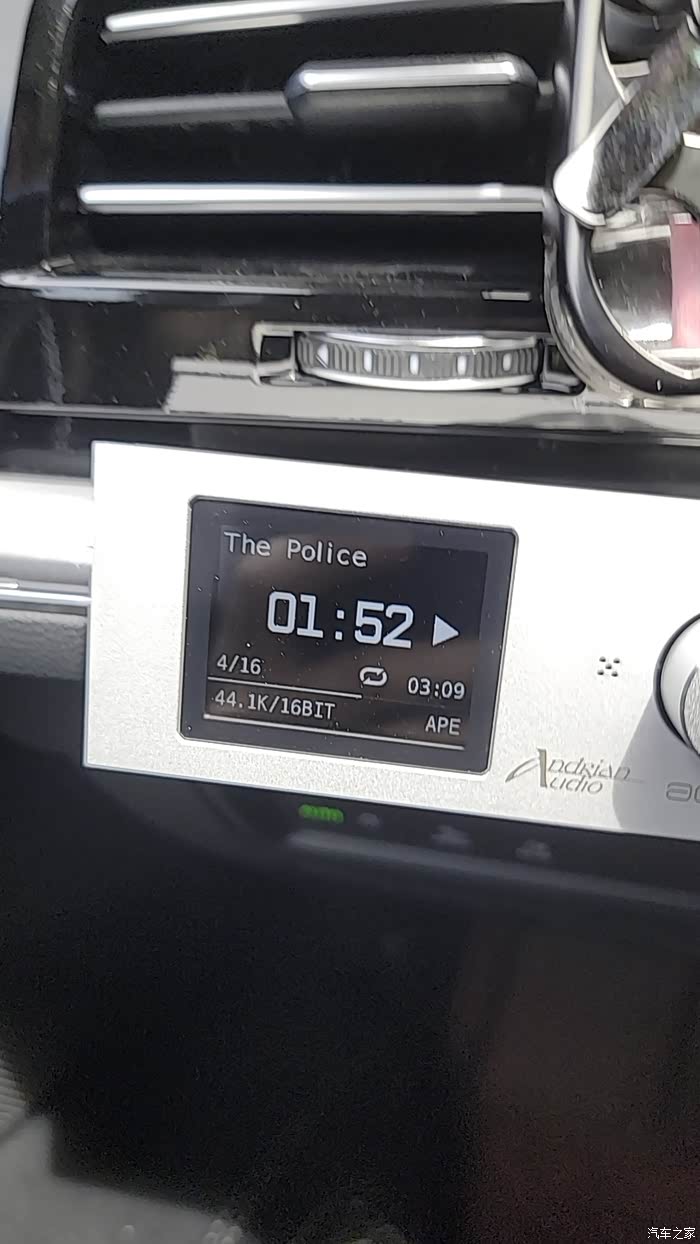 The Police
01:52
4/16
03:09
44.1K/16BIT
APE
Andrian
Audio
汽车之家